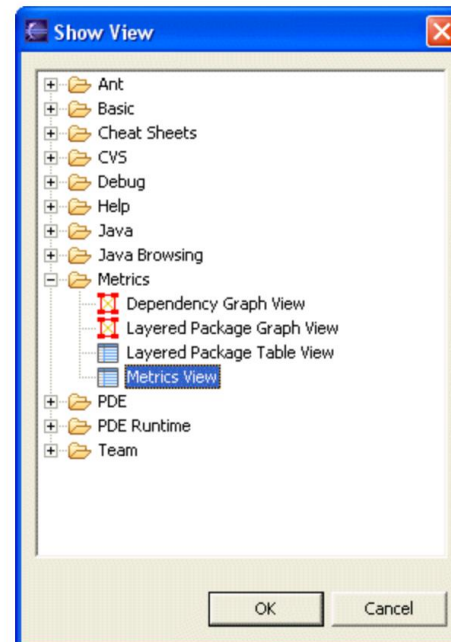 Show View
Ant
Basic
Cheat Sheets
CVS
Debug
Help
Java
Java Browsing
Metrics
Dependency Graph View
Layered Package Graph View
Layered Package Table View
Metrics View
PDE
PDE Runtime
Team
OK Cancel